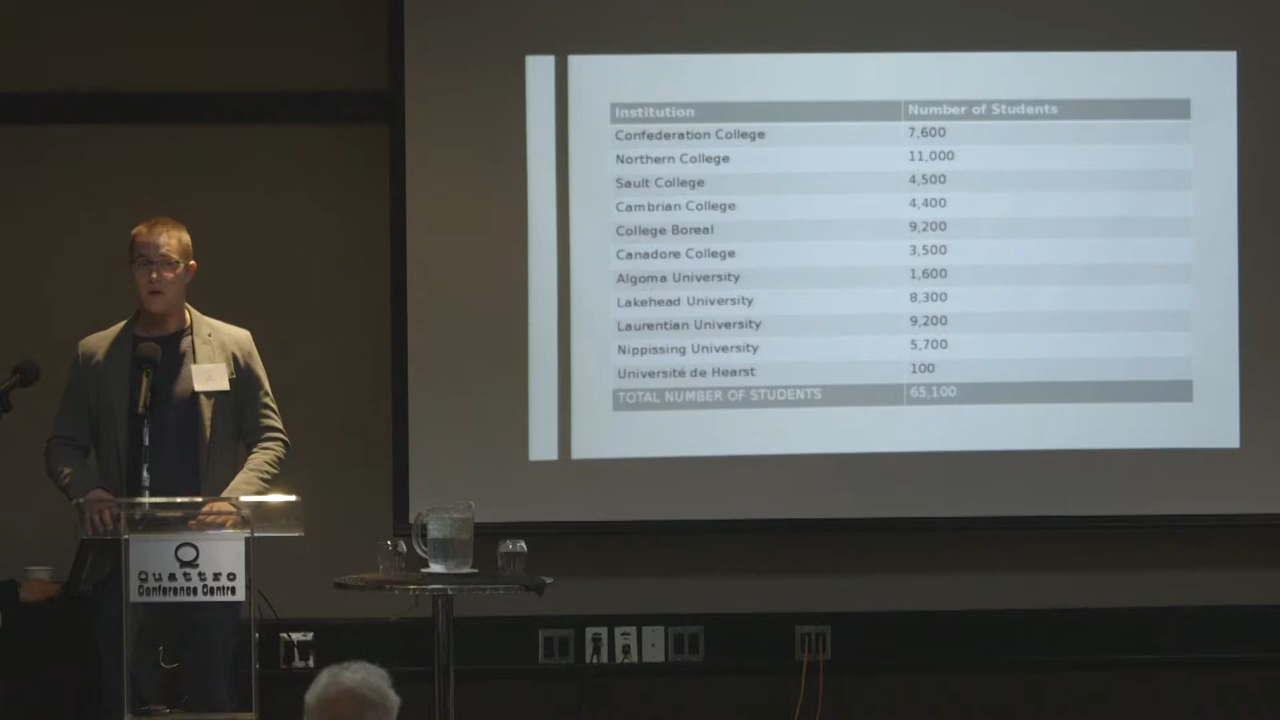 Institution Number of Students
Confederation College 7,600
Northern College 11,000
Sault College 4,500
Cambrian College 4,400
College Boreal 9,200
Canadore College 3,500
Algoma University 1,600
Lakehead University 8,300
Laurentian University 9,200
Nippissing University 5,700
Université de Hearst 100
TOTAL NUMBER OF STUDENTS 65,100
Q
Quattro
Conference Centre